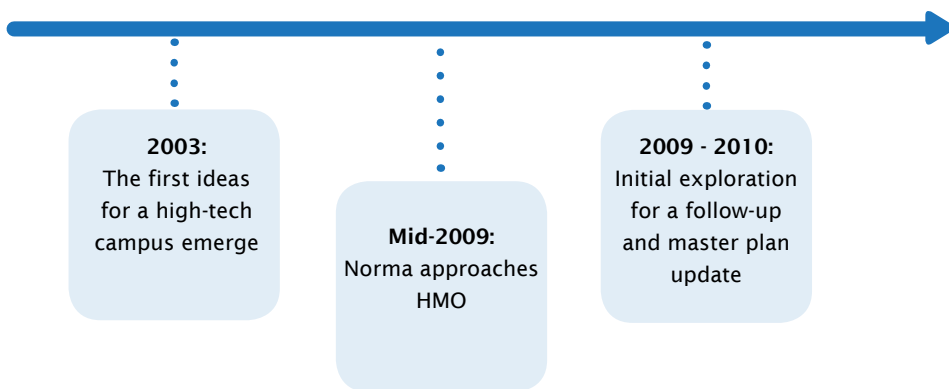 2003:
The first ideas
for a high-tech
campus emerge
Mid-2009:
Norma approaches
HMO
2009 - 2010:
Initial exploration
for a follow-up
and master plan
update